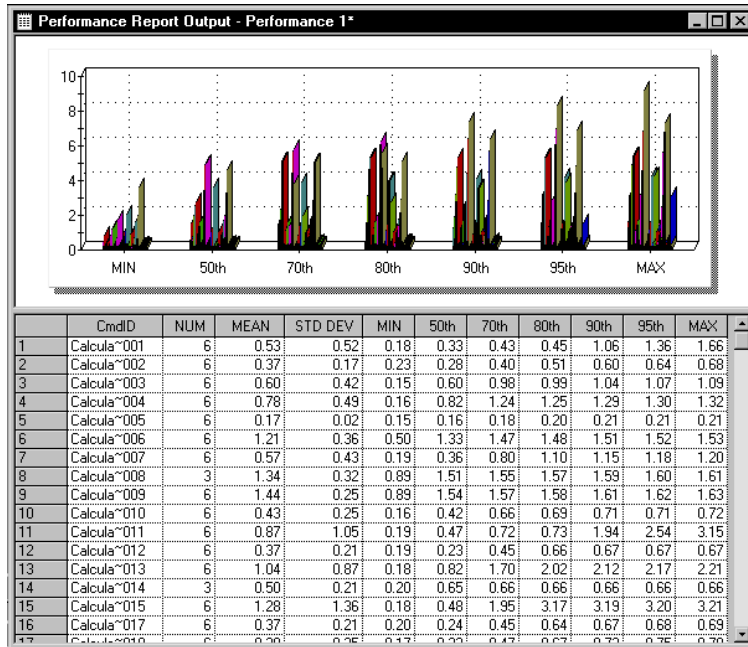 Performance Report Output - Performance 1*
10
8
6
4
2
0
MIN 50th 70th 80th 90th 95th MAX
CmdID NUM MEAN STD DEV MIN 50th 70th 80th 90th 95th MAX
1 Calcula~001 6 0.53 0.52 0.18 0.33 0.43 0.45 1.06 1.36 1.66
2 Calcula~002 6 0.37 0.17 0.23 0.28 0.40 0.51 0.60 0.64 0.68
3 Calcula~003 6 0.60 0.42 0.15 0.60 0.98 0.99 1.04 1.07 1.09
4 Calcula~004 6 0.78 0.49 0.16 0.82 1.24 1.25 1.29 1.30 1.32
5 Calcula~005 6 0.17 0.02 0.15 0.16 0.18 0.20 0.21 0.21 0.21
6 Calcula~006 6 1.21 0.36 0.50 1.33 1.47 1.48 1.51 1.52 1.53
7 Calcula~007 6 0.57 0.43 0.19 0.36 0.80 1.10 1.15 1.18 1.20
8 Calcula~008 3 1.34 0.32 0.89 1.51 1.55 1.57 1.59 1.60 1.61
9 Calcula~009 6 1.44 0.25 0.89 1.54 1.57 1.58 1.61 1.62 1.63
10 Calcula~010 6 0.43 0.25 0.16 0.42 0.66 0.69 0.71 0.71 0.72
11 Calcula~011 6 0.87 1.05 0.19 0.47 0.72 0.73 1.94 2.54 3.15
12 Calcula~012 6 0.37 0.21 0.19 0.23 0.45 0.66 0.67 0.67 0.67
13 Calcula~013 6 1.04 0.87 0.18 0.82 1.70 2.02 2.12 2.17 2.21
14 Calcula~014 3 0.50 0.21 0.20 0.65 0.66 0.66 0.66 0.66 0.66
15 Calcula~015 6 1.28 1.36 0.18 0.48 1.95 3.17 3.19 3.20 3.21
16 Calcula~017 6 0.37 0.21 0.20 0.24 0.45 0.64 0.67 0.68 0.69
17